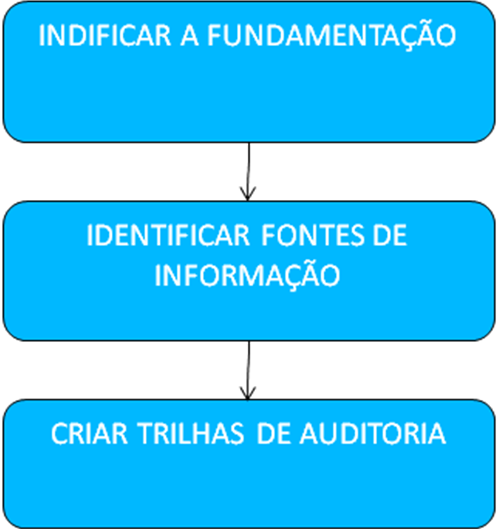 INDIFICAR A FUNDAMENTAÇÃO
IDENTIFICAR FONTES DE
INFORMAÇÃO
CRIAR TRILHAS DE AUDITORIA